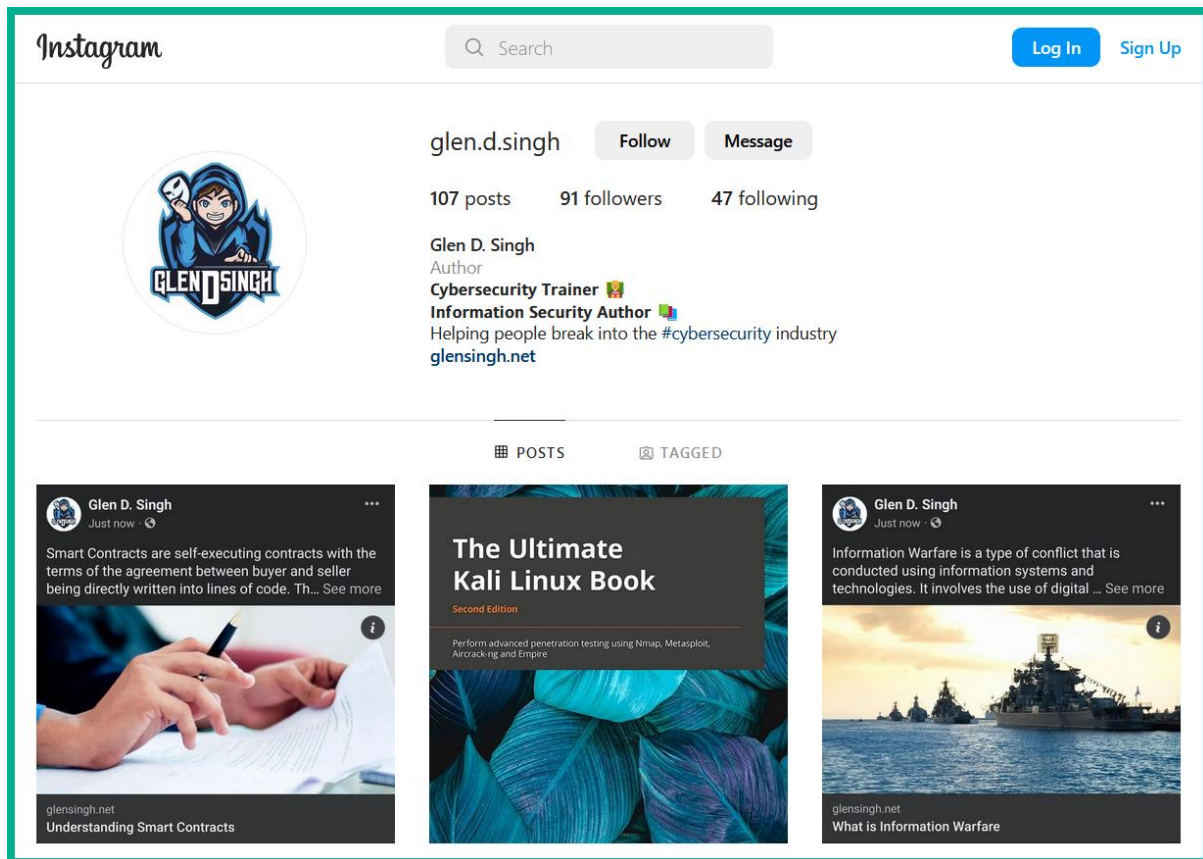 Instagram
Search
Log In
Sign Up
glen.d.singh
Follow
Message
107 posts
91 followers
47 following
GLENDSINGH
Glen D. Singh
Author
Cybersecurity Trainer
Information Security Author
Helping people break into the #cybersecurity industry
glensingh.net
POSTS
TAGGED
Glen D. Singh
Just now
Smart Contracts are self-executing contracts with the
terms of the agreement between buyer and seller
being directly written into lines of code. Th... See more
glensingh.net
Understanding Smart Contracts
The Ultimate
Kali Linux Book
Second Edition
Perform advanced penetration testing using Nmap, Metasploit,
Aircrack-ng and Empire
Glen D. Singh
Just now
Information Warfare is a type of conflict that is
conducted using information systems and
technologies. It involves the use of digital ... See more
glensingh.net
What is Information Warfare